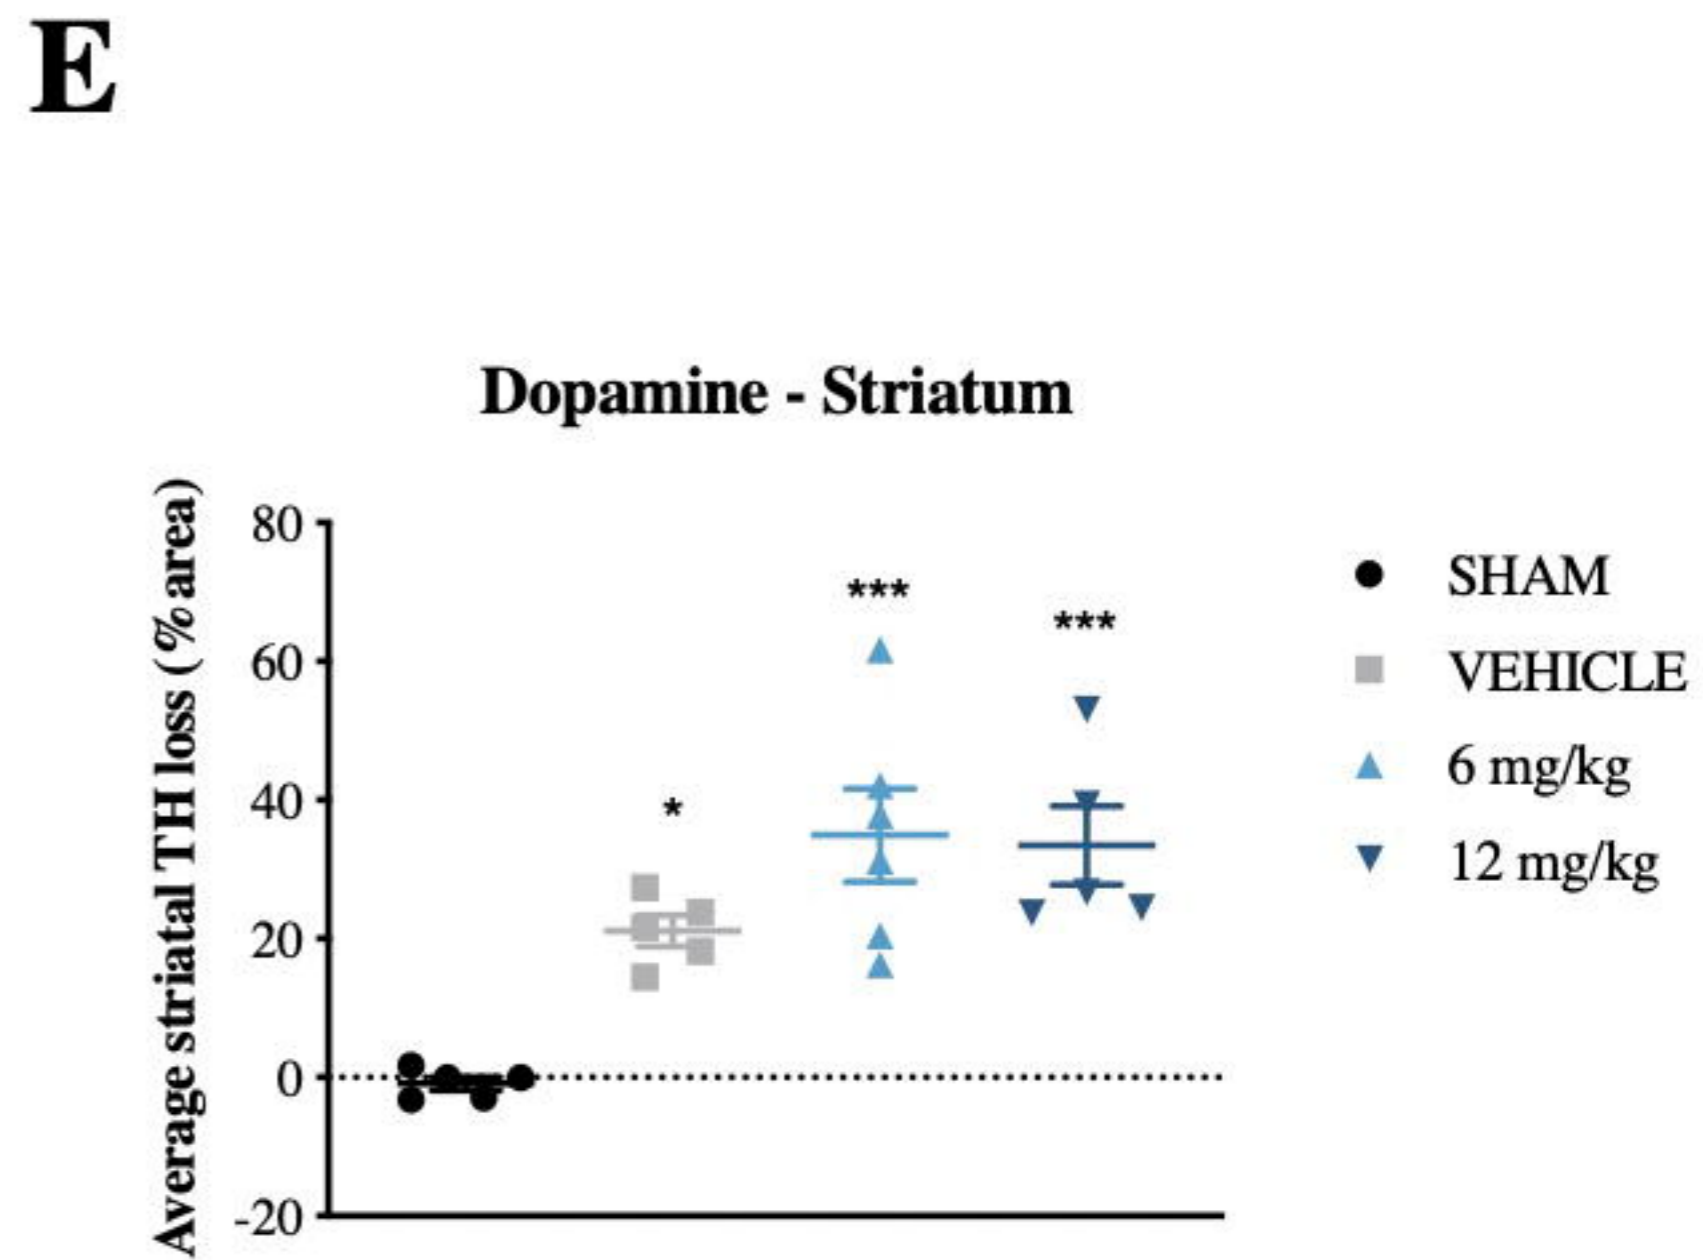 E
Dopamine - Striatum
Average striatal TH loss (%area)
80
60
40
20
0
-20
*
***
***
SHAM
VEHICLE
6 mg/kg
12 mg/kg